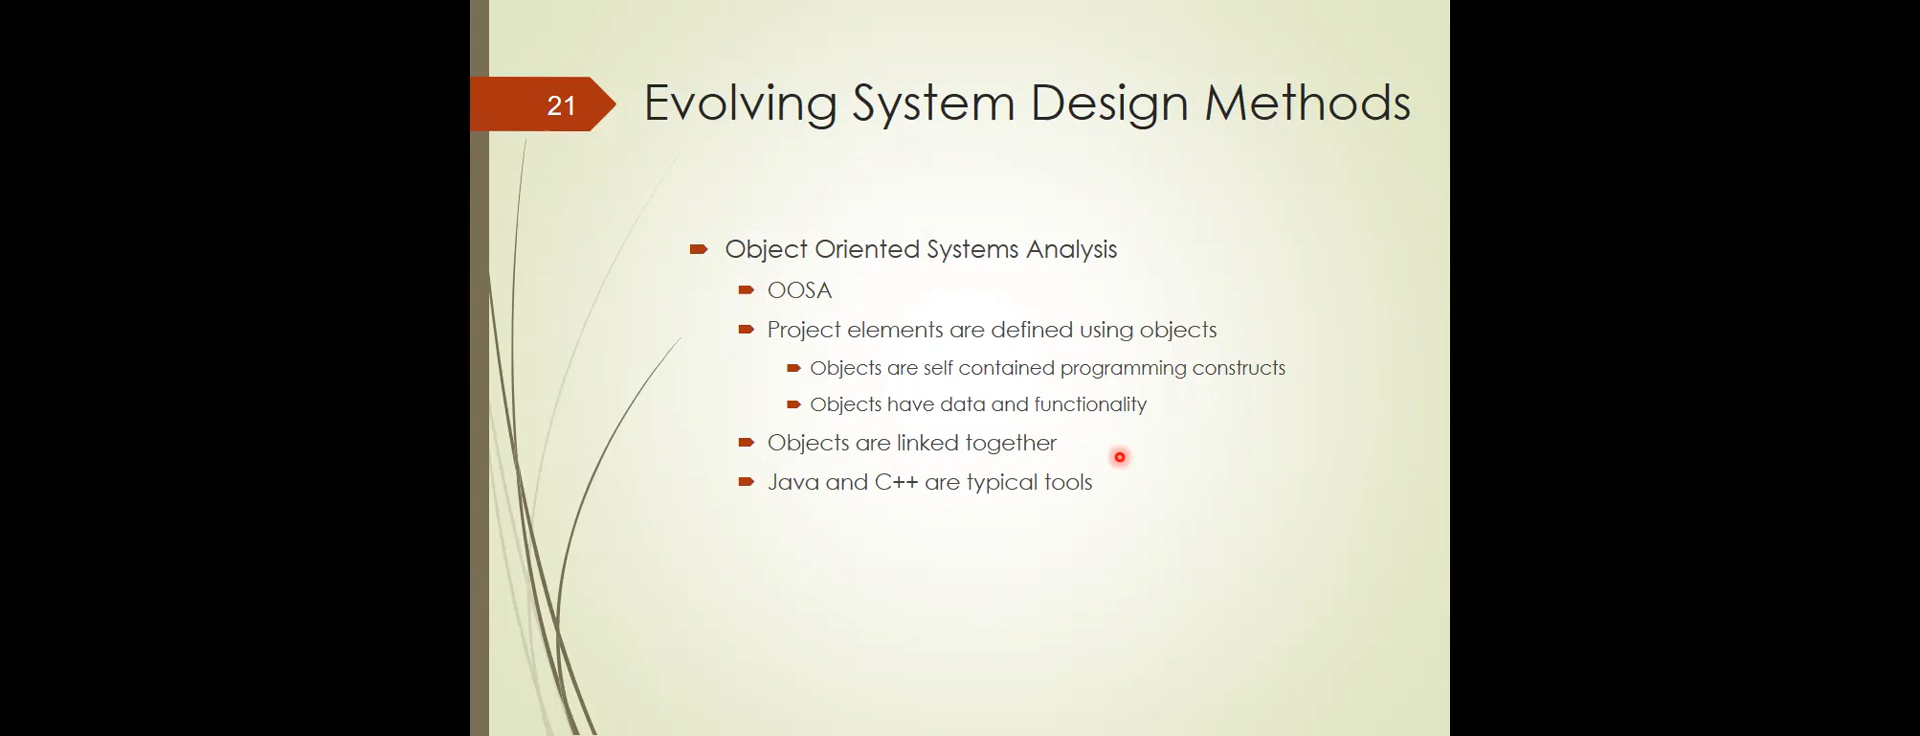 21
Evolving System Design Methods
Object Oriented Systems Analysis
OOSA
Project elements are defined using objects
Objects are self contained programming constructs
Objects have data and functionality
Objects are linked together
Java and C++ are typical tools